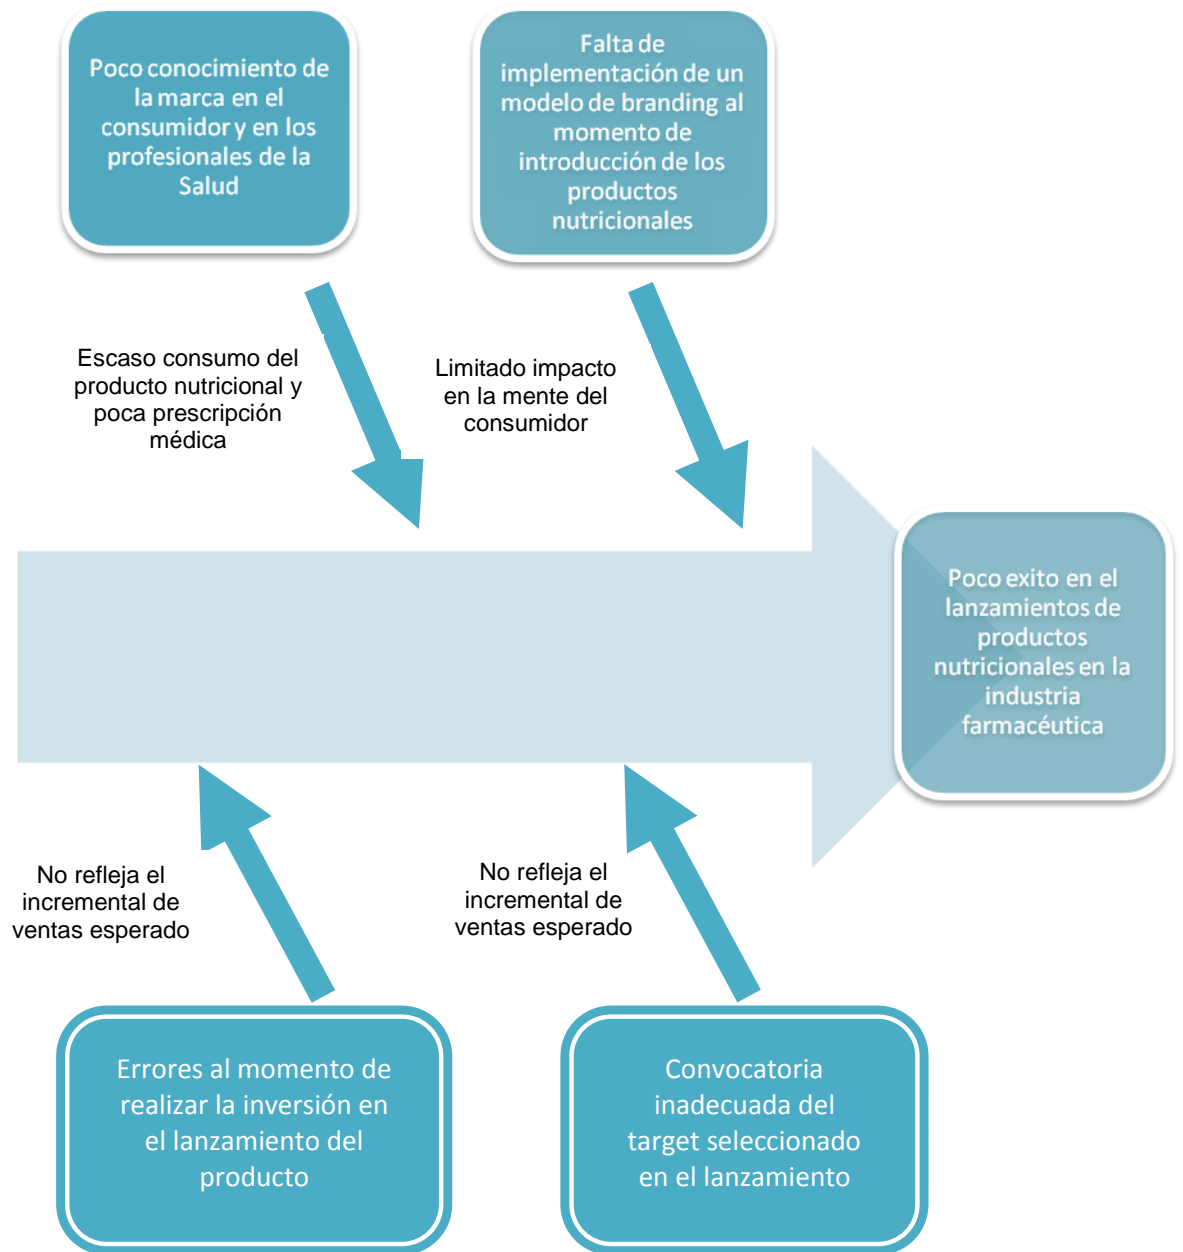 Poco conocimiento de
la marca en el
consumidor y en los
profesionales de la
Salud
Falta de
implementación de un
modelo de branding al
momento de
introducción de los
productos
nutricionales
Escaso consumo del
producto nutricional y
poca prescripción
médica
Limitado impacto
en la mente del
consumidor
Poco exito en el
lanzamientos de
productos
nutricionales en la
industria
farmacéutica
No refleja el
incremental de
ventas esperado
No refleja el
incremental de
ventas esperado
Errores al momento de
realizar la inversión en
el lanzamiento del
producto
Convocatoria
inadecuada del
target seleccionado
en el lanzamiento